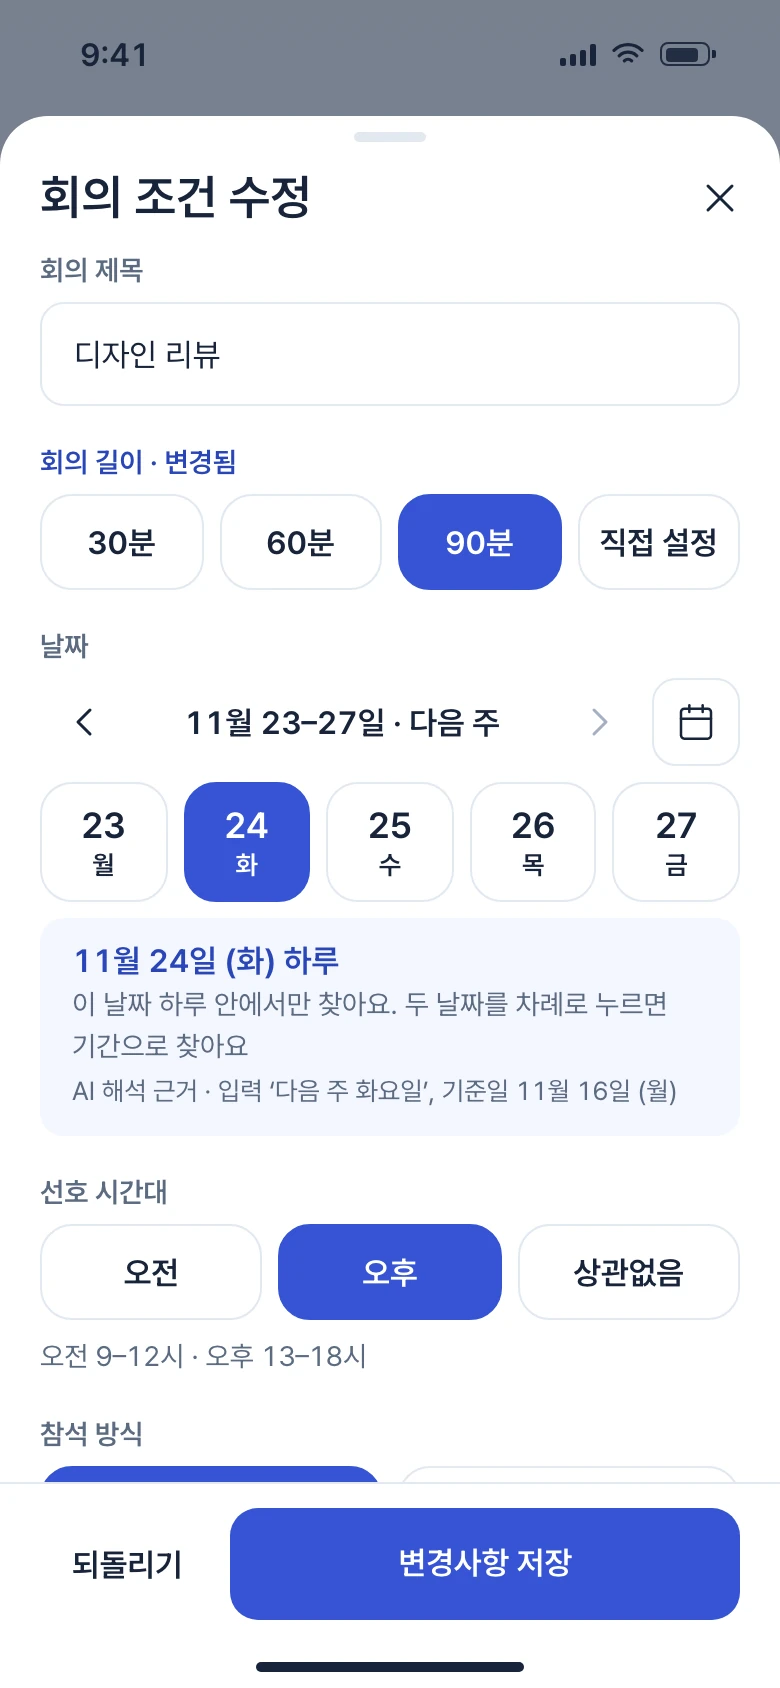 9:41
회의 조건 수정
회의 제목
디자인 리뷰
회의 길이 · 변경됨
30분 60분 90분 직접 설정
날짜
11월 23–27일 · 다음 주
23 24 25 26 27
월 화 수 목 금
11월 24일 (화) 하루
이 날짜 하루 안에서만 찾아요. 두 날짜를 차례로 누르면
기간으로 찾아요
AI 해석 근거 · 입력 ‘다음 주 화요일’, 기준일 11월 16일 (월)
선호 시간대
오전 오후 상관없음
오전 9–12시 · 오후 13–18시
참석 방식
되돌리기 변경사항 저장